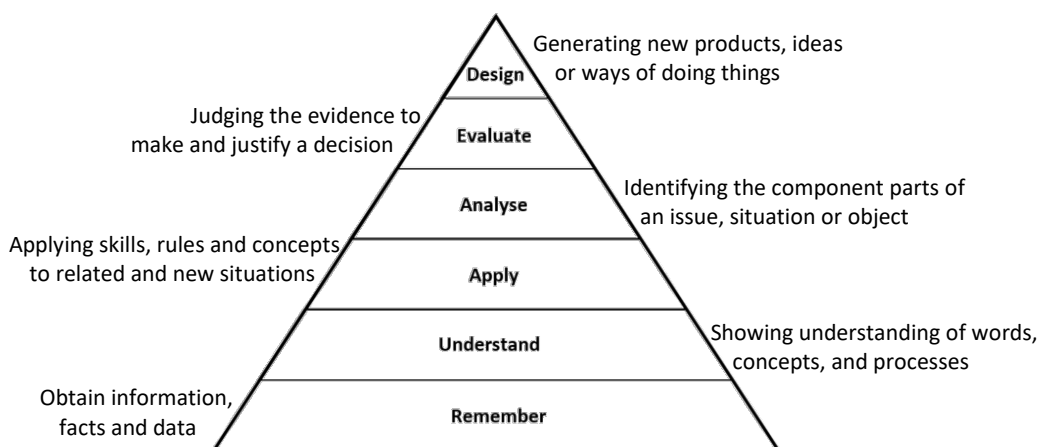 Generating new products, ideas
or ways of doing things
Design
Judging the evidence to
make and justify a decision
Evaluate
Identifying the component parts of
an issue, situation or object
Analyse
Applying skills, rules and concepts
to related and new situations
Apply
Showing understanding of words,
concepts, and processes
Understand
Obtain information,
facts and data
Remember